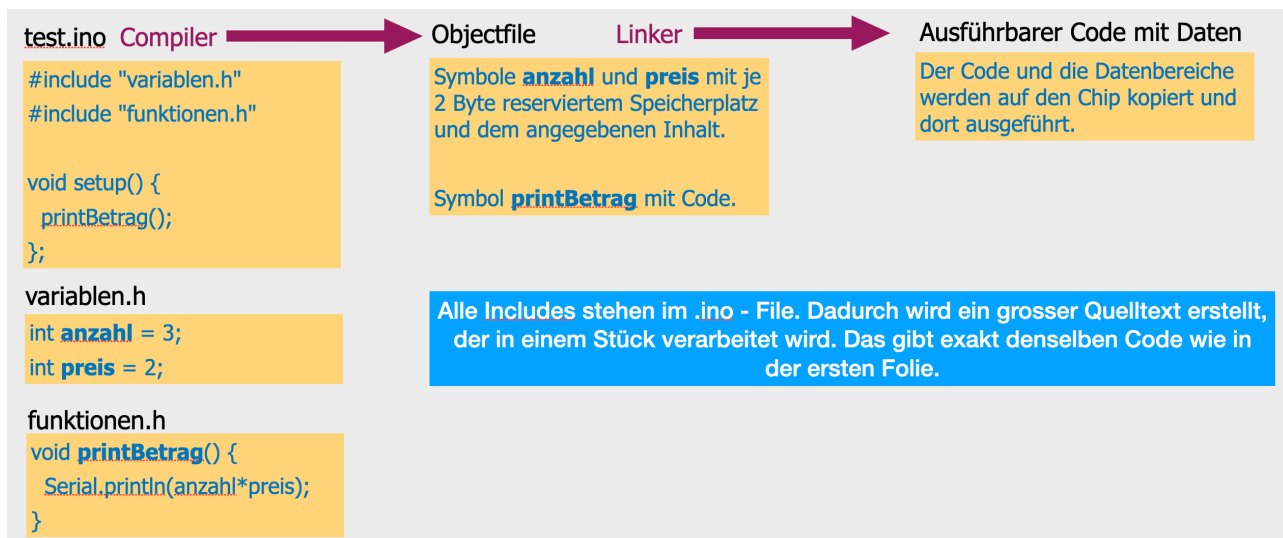 test.ino Compiler
#include "variablen.h"
#include "funktionen.h"
void setup() {
printBetrag();
};
variablen.h
int anzahl = 3;
int preis = 2;
funktionen.h
void printBetrag() {
Serial.println(anzahl*preis);
}
Objectfile Linker
Symbole anzahl und preis mit je
2 Byte reserviertem Speicherplatz
und dem angegebenen Inhalt.
Symbol printBetrag mit Code.
Ausführbarer Code mit Daten
Der Code und die Datenbereiche
werden auf den Chip kopiert und
dort ausgeführt.
Alle Includes stehen im .ino - File. Dadurch wird ein grosser Quelltext erstellt,
der in einem Stück verarbeitet wird. Das gibt exakt denselben Code wie in
der ersten Folie.